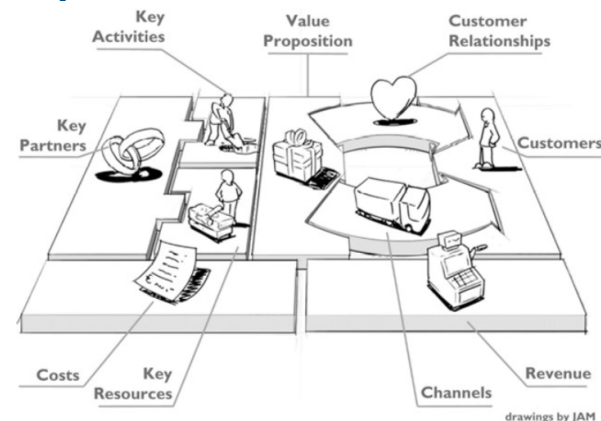 Key
Activities
Value
Proposition
Customer
Relationships
Key
Partners
Customers
Costs
Key
Resources
Channels
Revenue
drawings by JAM